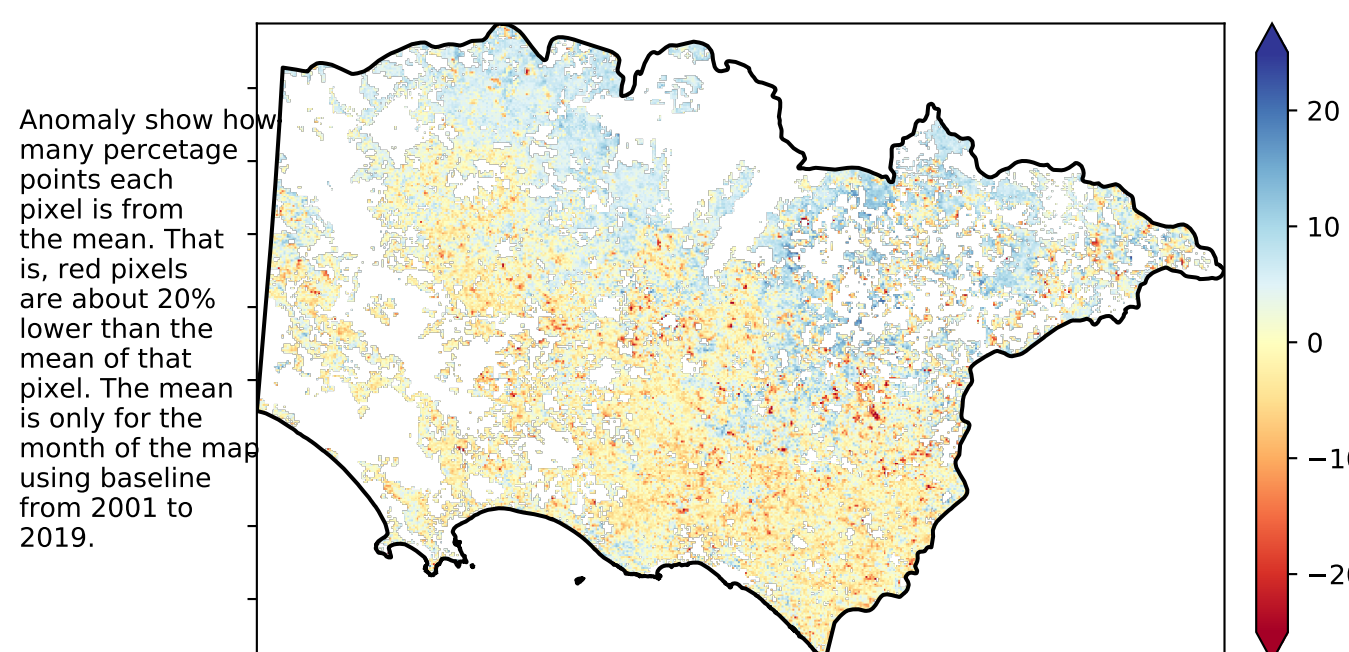 Anomaly show how
many percetage
points each
pixel is from
the mean. That
is, red pixels
are about 20%
lower than the
mean of that
pixel. The mean
is only for the
month of the map
using baseline
from 2001 to
2019.
20
10
0
−10
−20